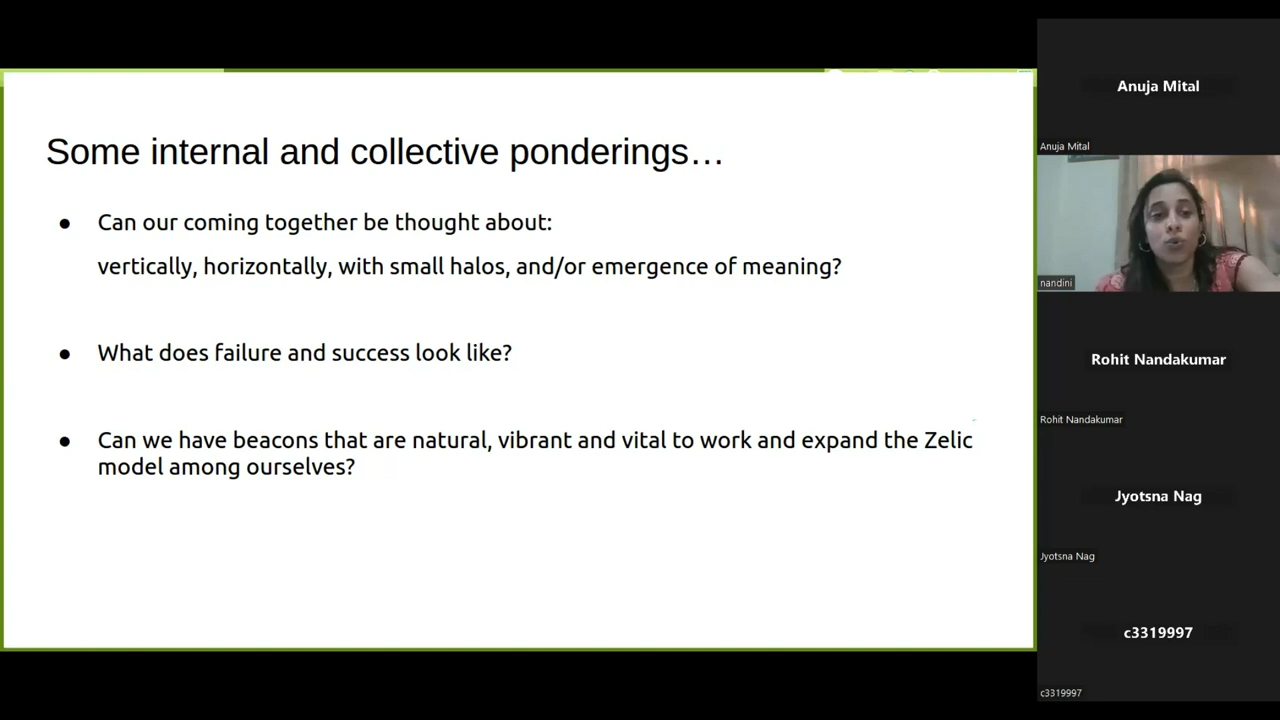 Some internal and collective ponderings…
● Can our coming together be thought about:
vertically, horizontally, with small halos, and/or emergence of meaning?
● What does failure and success look like?
● Can we have beacons that are natural, vibrant and vital to work and expand the Zelic
model among ourselves?
Anuja Mital
Anuja Mital
nandini
Rohit Nandakumar
Rohit Nandakumar
Jyotsna Nag
Jyotsna Nag
c3319997
c3319997